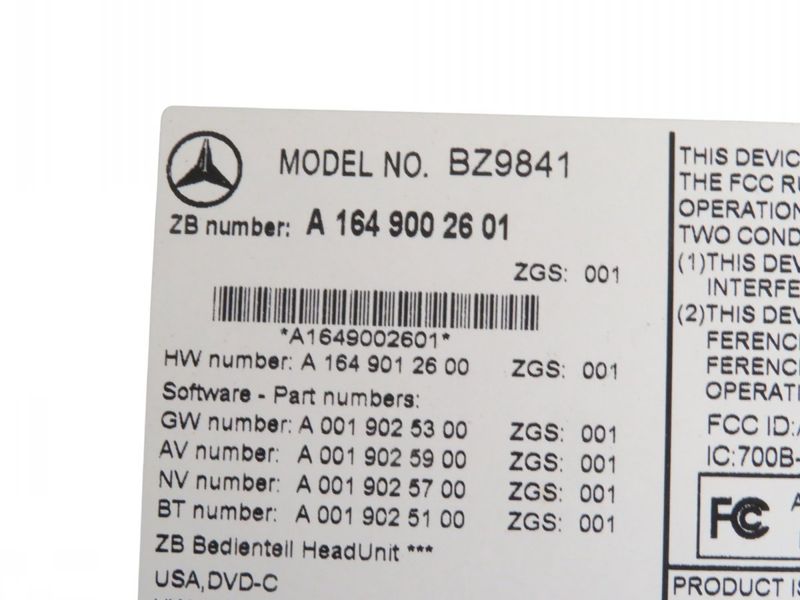 MODEL NO. BZ9841
ZB number: A 164 900 26 01
ZGS: 001
*A1649002601*
HW number: A 164 901 26 00 ZGS: 001
Software - Part numbers:
GW number: A 001 902 53 00 ZGS: 001
AV number: A 001 902 59 00 ZGS: 001
NV number: A 001 902 57 00 ZGS: 001
BT number: A 001 902 51 00 ZGS: 001
ZB Bedienteil HeadUnit ***
USA,DVD-C
THIS DEVIC
THE FCC
OPERATION
TWO COND
(1)THIS DEV
INTERFE
(2)THIS DEV
FERENC
FERENC
OPERAT
FCC ID:
IC:700B-
FC
PRODUCT IS